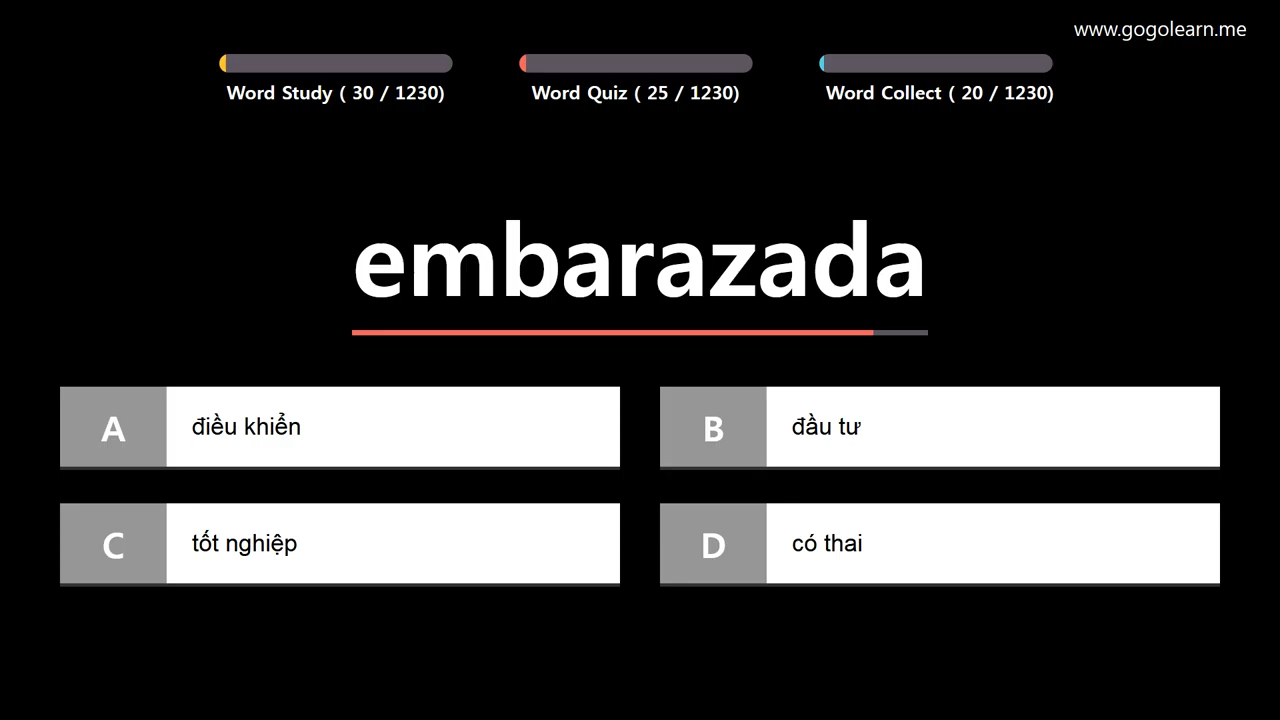 www.gogolearn.me
Word Study ( 30 / 1230)
Word Quiz ( 25 / 1230)
Word Collect ( 20 / 1230)
embarazada
A điều khiển
B đầu tư
C tốt nghiệp
D có thai